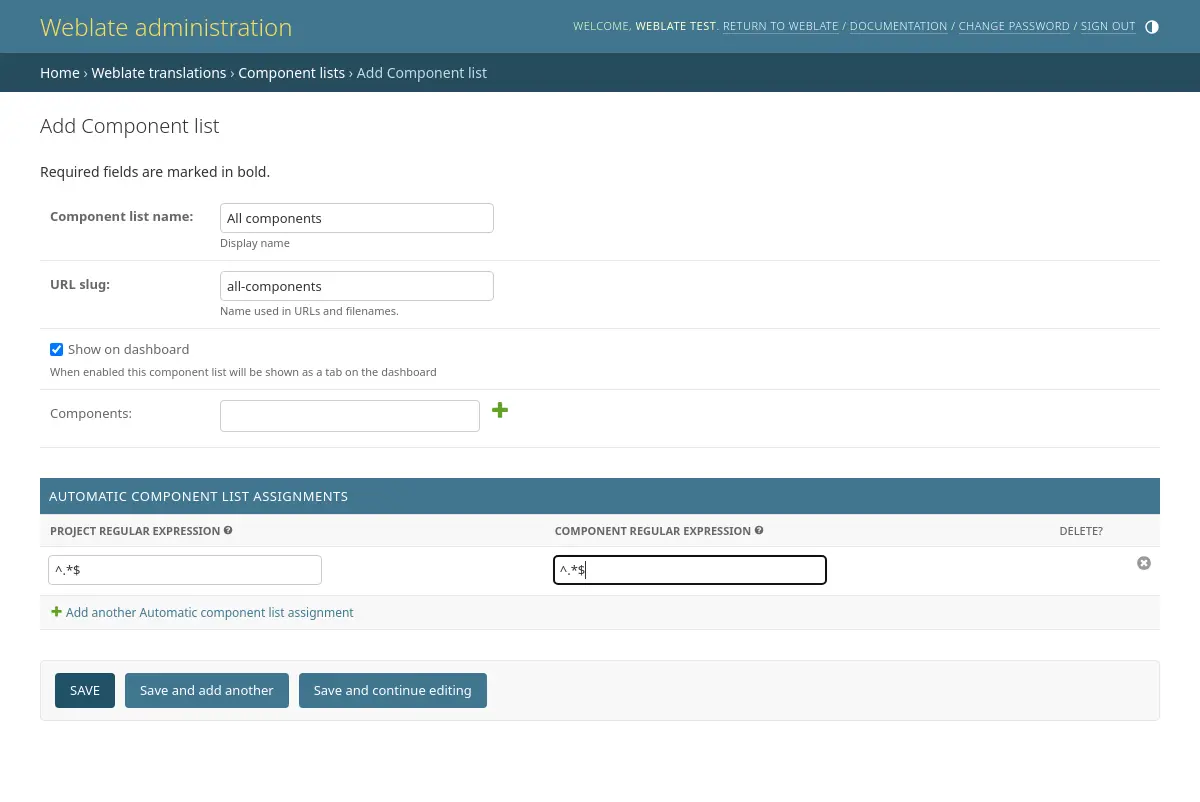 Weblate administration
WELCOME, WEBLATE TEST. RETURN TO WEBLATE / DOCUMENTATION / CHANGE PASSWORD / SIGN OUT
Home › Weblate translations › Component lists › Add Component list
Add Component list
Required fields are marked in bold.
Component list name: All components
Display name
URL slug: all-components
Name used in URLs and filenames.
Show on dashboard
When enabled this component list will be shown as a tab on the dashboard
Components:
AUTOMATIC COMPONENT LIST ASSIGNMENTS
PROJECT REGULAR EXPRESSION COMPONENT REGULAR EXPRESSION DELETE?
^.*$ ^.*$
Add another Automatic component list assignment
SAVE Save and add another Save and continue editing